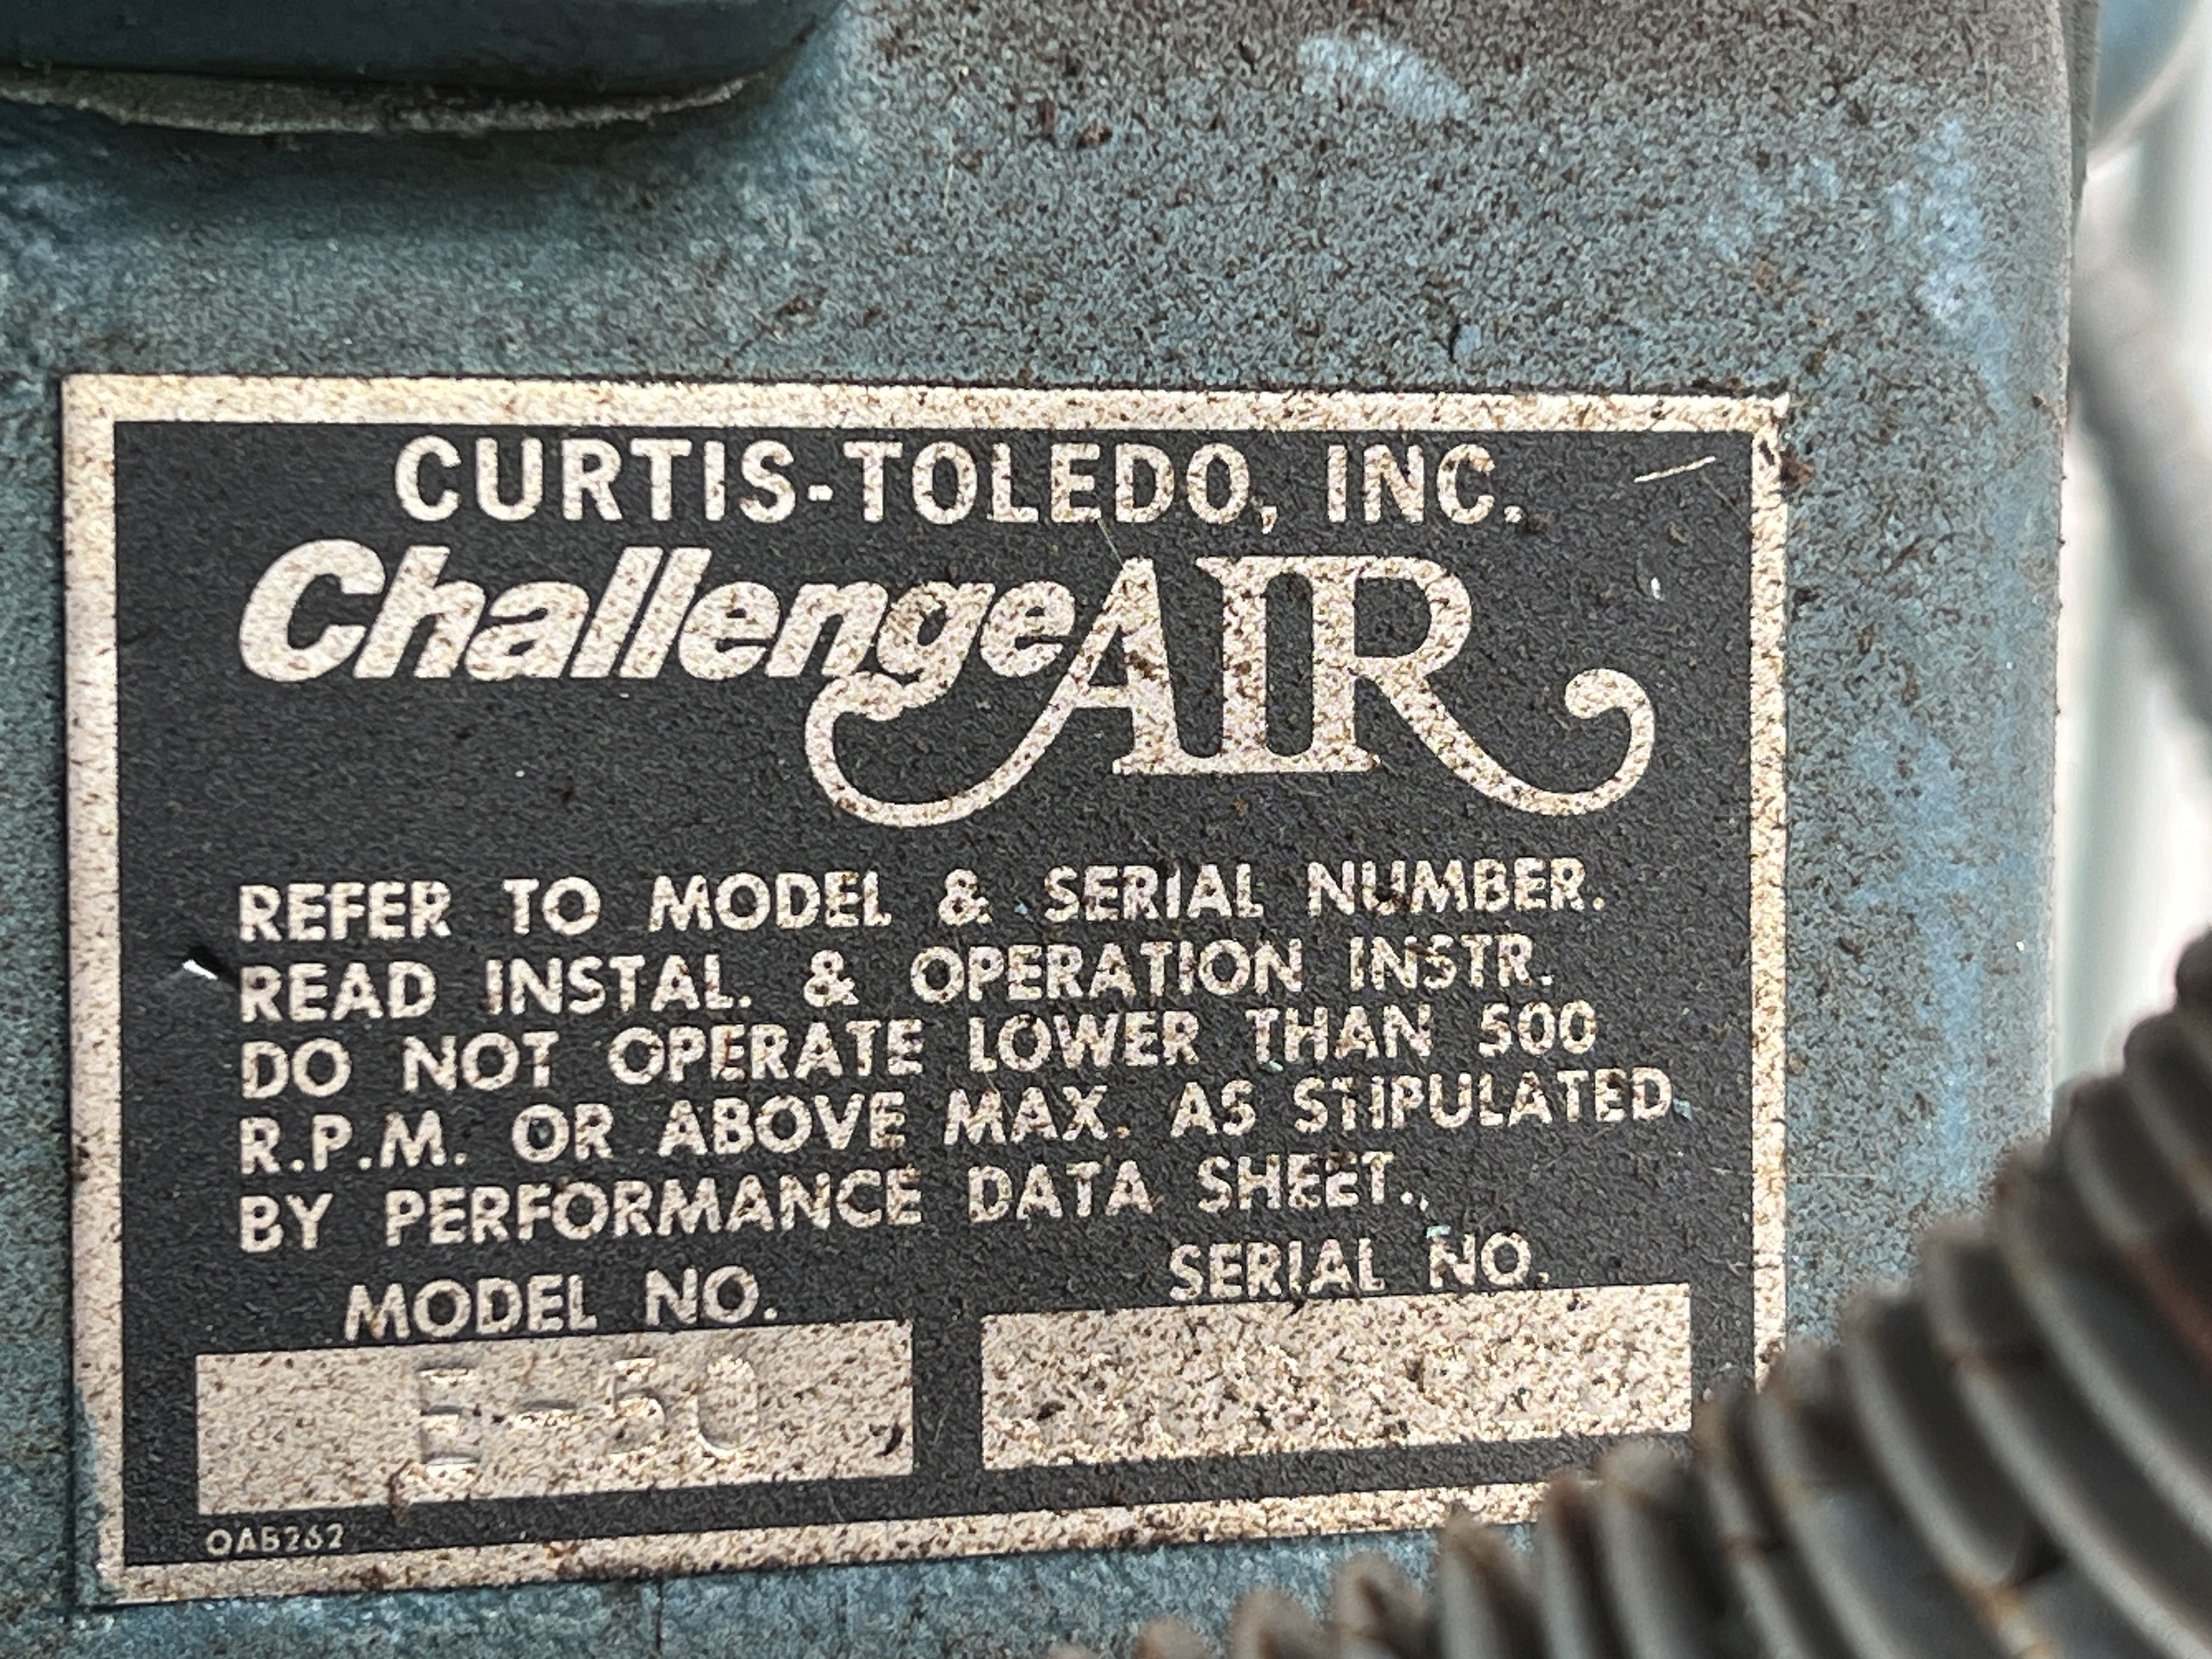 CURTIS-TOLEDO, INC.
ChallengeAIR
REFER TO MODEL & SERIAL NUMBER.
READ INSTAL. & OPERATION INSTR.
DO NOT OPERATE LOWER THAN 500
R.P.M. OR ABOVE MAX. AS STIPULATED
BY PERFORMANCE DATA SHEET.
MODEL NO. SERIAL NO.
E-50
OAB262